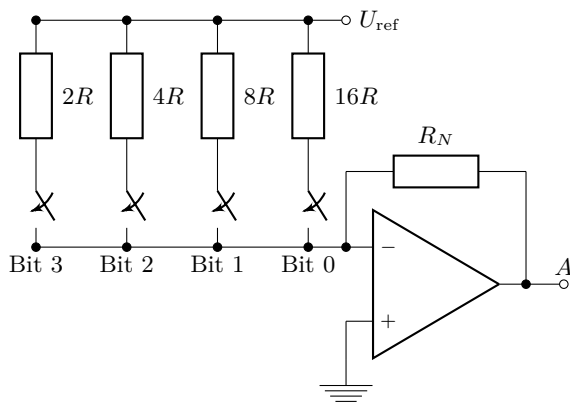 U_ref
2R 4R 8R 16R
R_N
Bit 3 Bit 2 Bit 1 Bit 0
−
A
+